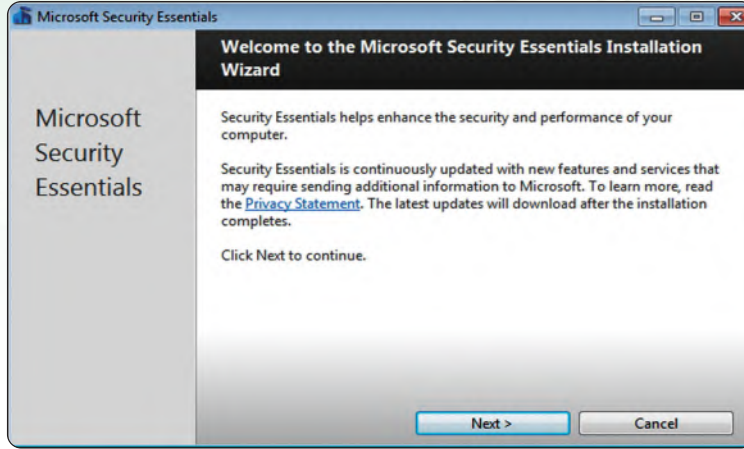 Microsoft Security Essentials
Welcome to the Microsoft Security Essentials Installation
Wizard
Microsoft
Security
Essentials
Security Essentials helps enhance the security and performance of your
computer.
Security Essentials is continuously updated with new features and services that
may require sending additional information to Microsoft. To learn more, read
the Privacy Statement. The latest updates will download after the installation
completes.
Click Next to continue.
Next >
Cancel